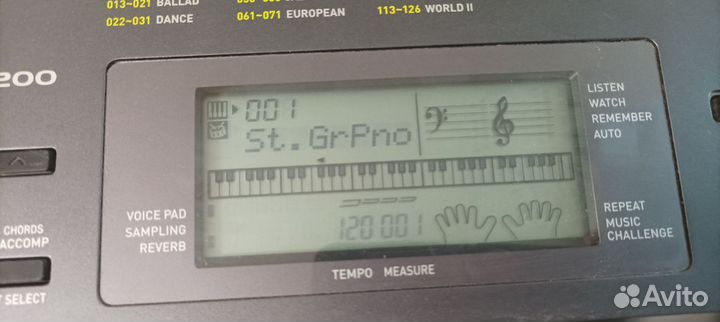 013~021 BALLAD
022~031 DANCE
061~071 EUROPEAN
113~126 WORLD II
200
001
St.GrPno
LISTEN
WATCH
REMEMBER
AUTO
CHORDS
ACCOMP
SELECT
VOICE PAD
SAMPLING
REVERB
120 001
REPEAT
MUSIC
CHALLENGE
TEMPO MEASURE
Avito